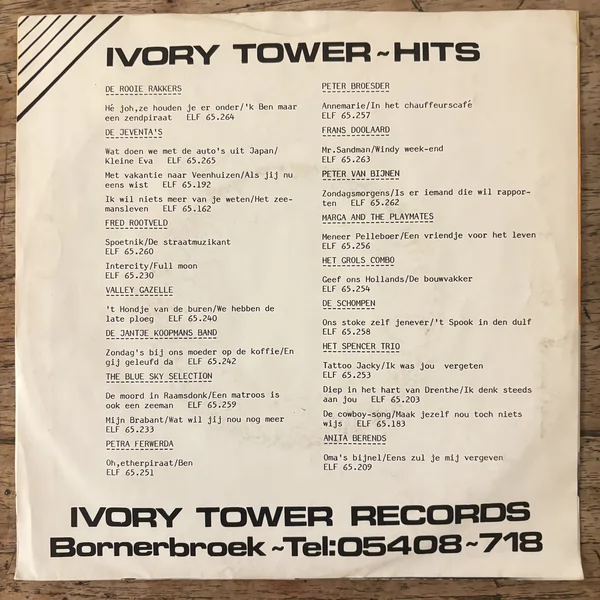 IVORY TOWER~HITS
DE ROOIE RAKKERS
Hé joh,ze houden je er onder/'k Ben maar
een zendpiraat ELF 65.264
DE JEVENTA'S
Wat doen we met de auto's uit Japan/
Kleine Eva ELF 65.265
Met vakantie naar Veenhuizen/Als jij nu
eens wist ELF 65.192
Ik wil niets meer van je weten/Het zee-
mansleven ELF 65.162
FRED ROOTVELD
Spoetnik/De straatmuzikant
ELF 65.260
Intercity/Full moon
ELF 65.230
VALLEY GAZELLE
't Hondje van de buren/We hebben de
late ploeg ELF 65.240
DE JANTJE KOOPMANS BAND
Zondag's bij ons moeder op de koffie/En
gij geleufd da ELF 65.242
THE BLUE SKY SELECTION
De moord in Raamsdonk/Een matroos is
ook een zeeman ELF 65.259
Mijn Brabant/Wat wil jij nou nog meer
ELF 65.233
PETRA FERWERDA
Oh,etherpiraat/Ben
ELF 65.251
PETER BROESDER
Annemarie/In het chauffeurscafé
ELF 65.257
FRANS DOOLAARD
Mr.Sandman/Windy week-end
ELF 65.263
PETER VAN BIJNEN
Zondagsmorgens/Is er iemand die wil rappor-
ten ELF 65.262
MARGA AND THE PLAYMATES
Meneer Pelleboer/Een vriendje voor het leven
ELF 65.256
HET GROLS COMBO
Geef ons Hollands/De bouwvakker
ELF 65.254
DE SCHOMPEN
Ons stoke zelf jenever/'t Spook in den dulf
ELF 65.258
HET SPENCER TRIO
Tattoo Jacky/Ik was jou vergeten
ELF 65.253
Diep in het hart van Drenthe/Ik denk steeds
aan jou ELF 65.203
De cowboy-song/Maak jezelf nou toch niets
wijs ELF 65.183
ANITA BERENDS
Oma's bijnel/Eens zul je mij vergeven
ELF 65.209
IVORY TOWER RECORDS
Bornerbroek~Tel:05408~718